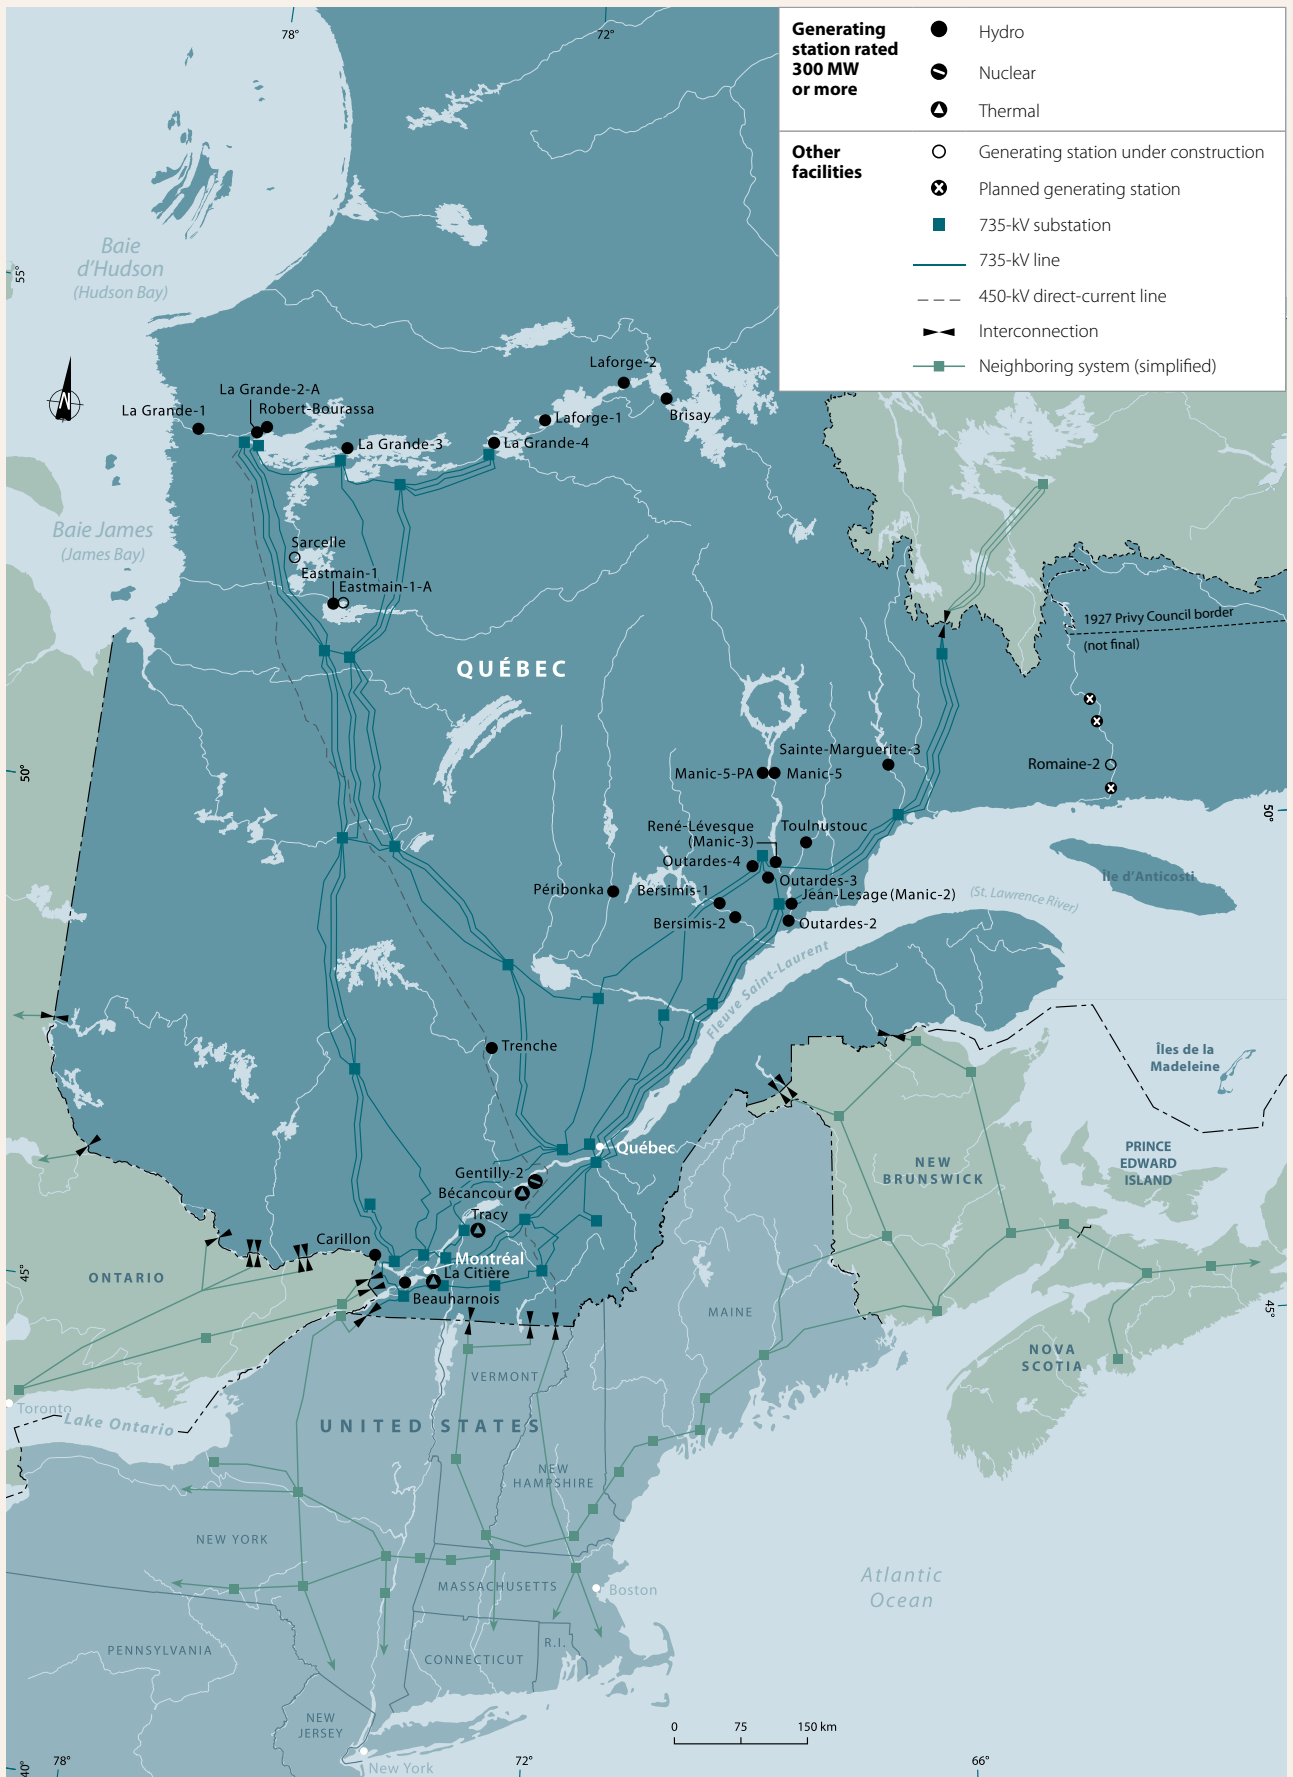 78°
72°
Generating
station rated
300 MW
or more
Hydro
Nuclear
Thermal
Other
facilities
Generating station under construction
Planned generating station
735-kV substation
735-kV line
450-kV direct-current line
Interconnection
Neighboring system (simplified)
Baie
d'Hudson
(Hudson Bay)
55°
N
Laforge-2
La Grande-2-A
Robert-Bourassa
La Grande-1
Brisay
Laforge-1
La Grande-3
La Grande-4
Baie James
(James Bay)
Sarcelle
Eastmain-1
Eastmain-1-A
1927 Privy Council border
(not final)
QUÉBEC
Sainte-Marguerite-3
Manic-5-PA
Manic-5
Romaine-2
50°
50°
René-Lévesque
(Manic-3)
Toulnustouc
Outardes-4
Outardes-3
Île d'Anticosti
Péribonka
Bersimis-1
Jean-Lesage (Manic-2)
(St. Lawrence River)
Bersimis-2
Outardes-2
Fleuve Saint-Laurent
Trenche
Îles de la
Madeleine
Québec
PRINCE
EDWARD
ISLAND
NEW
BRUNSWICK
Gentilly-2
Bécancour
Tracy
Carillon
Montréal
La Citière
Beauharnois
ONTARIO
45°
45°
MAINE
NOVA
SCOTIA
VERMONT
Toronto
Lake Ontario
UNITED STATES
NEW
HAMPSHIRE
NEW YORK
MASSACHUSETTS
Boston
Atlantic
Ocean
PENNSYLVANIA
R.I.
CONNECTICUT
NEW
JERSEY
0
75
150 km
New York
40°
78°
72°
66°